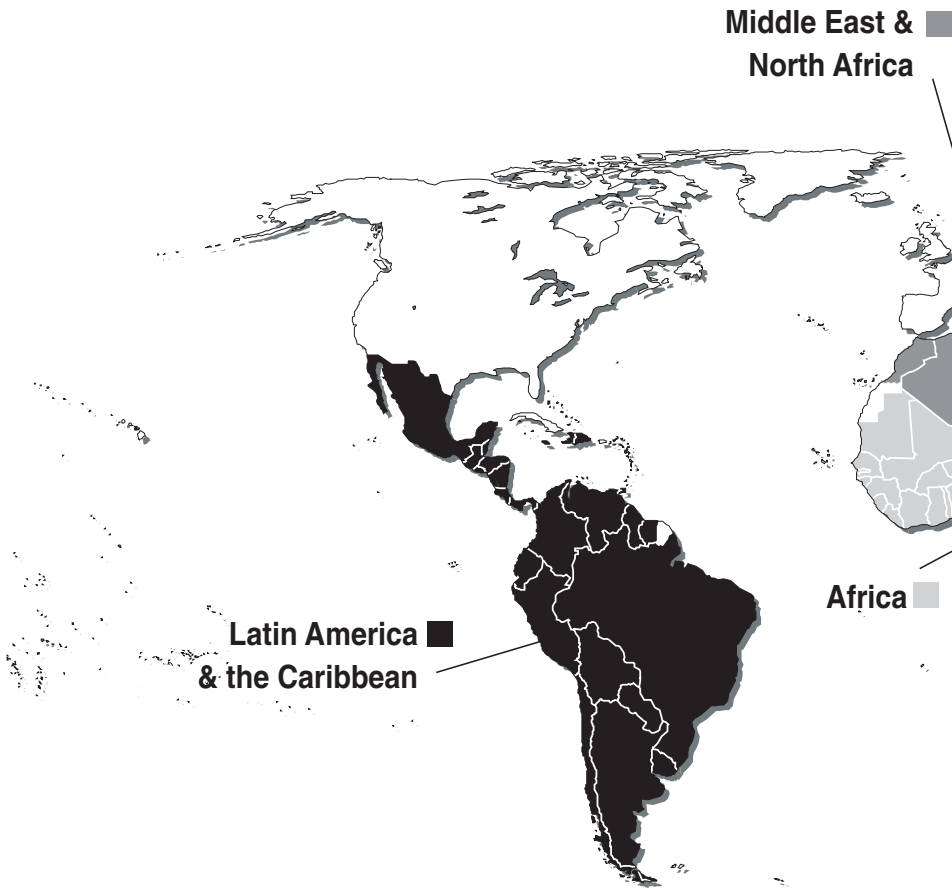 Middle East &
North Africa
Africa
Latin America
& the Caribbean